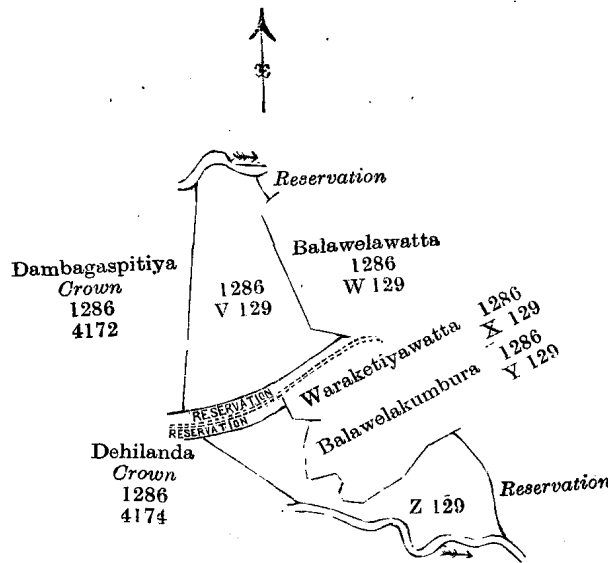 Reservation
Balawelawatta
1286
W 129
Dambagaspitiya
Crown
1286
4172
1286
V 129
Waraketiyawatta
1286
X 129
Balawelakumbura
1286
Y 129
RESERVATION
RESERVATION
Dehilanda
Crown
1286
4174
Reservation
Z 129